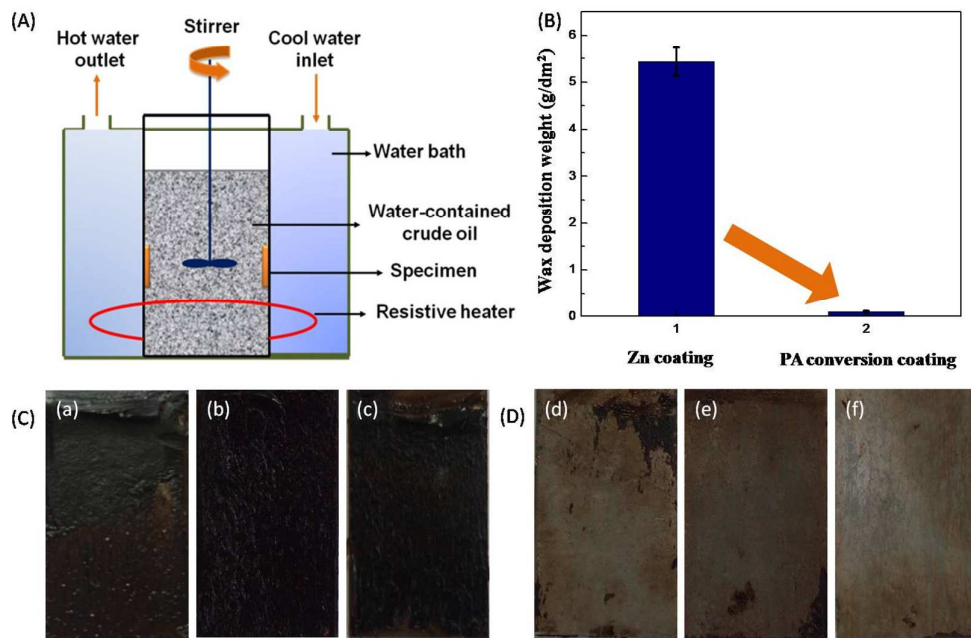 (A)
Stirrer
Hot water
outlet
Cool water
inlet
Water bath
Water-contained
crude oil
Specimen
Resistive heater
(B)
Wax deposition weight (g/dm²)
6
5
4
3
2
1
0
1
2
Zn coating
PA conversion coating
(C)
(a)
(b)
(c)
(D)
(d)
(e)
(f)